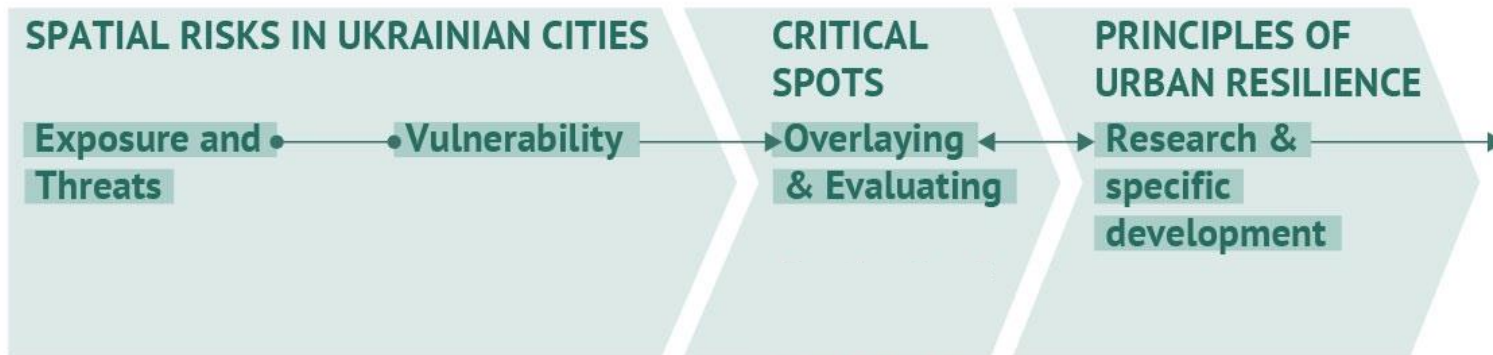 SPATIAL RISKS IN UKRAINIAN CITIES
Exposure and
Threats
Vulnerability
CRITICAL
SPOTS
Overlaying
& Evaluating
PRINCIPLES OF
URBAN RESILIENCE
Research &
specific
development